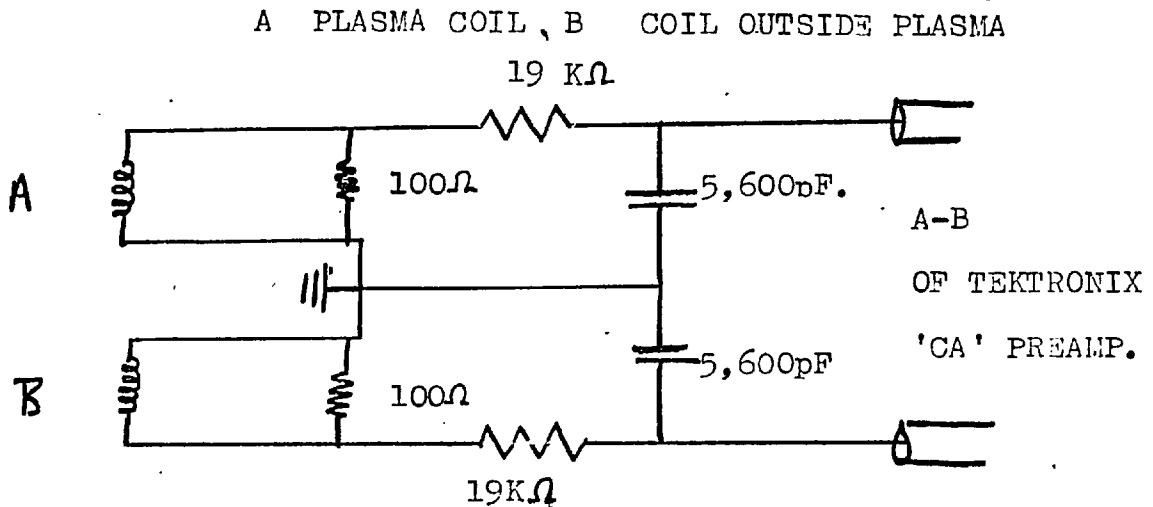 A PLASMA COIL, B COIL OUTSIDE PLASMA
19 KΩ
A
100Ω
5,600pF.
A-B
OF TEKTRONIX
'CA' PREAMP.
B
100Ω
5,600pF
19KΩ